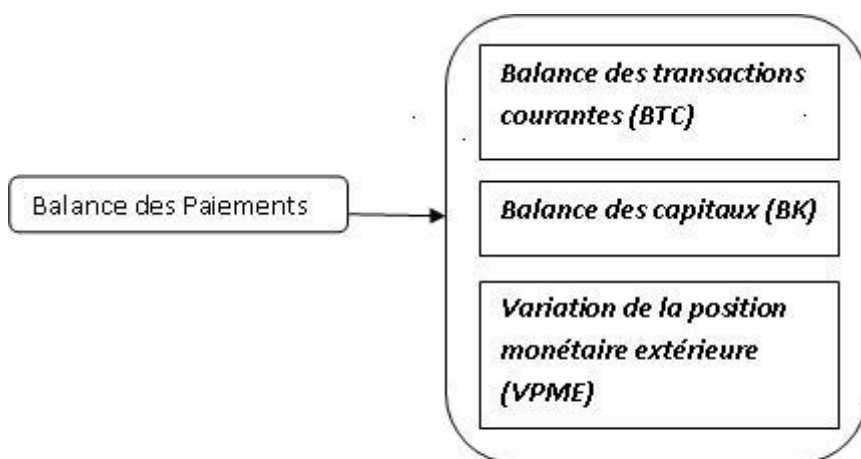 Balance des Paiements
Balance des transactions
courantes (BTC)
Balance des capitaux (BK)
Variation de la position
monétaire extérieure
(VPME)